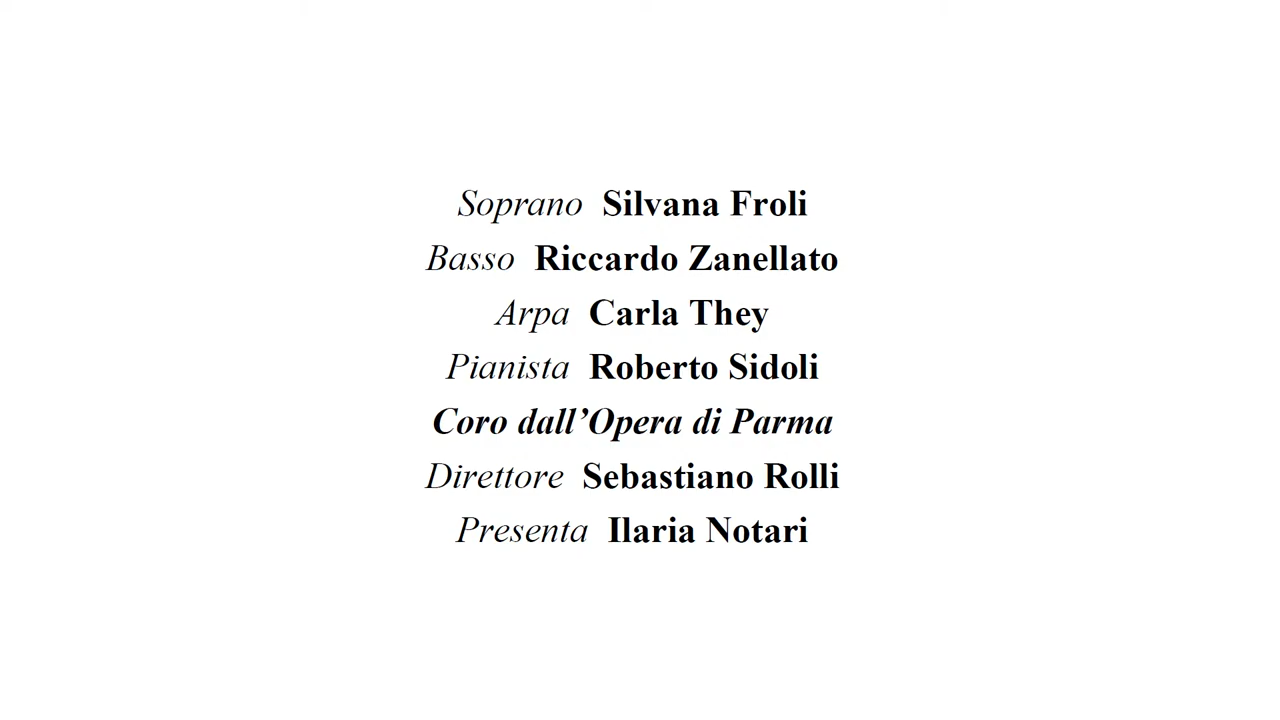 Soprano Silvana Froli
Basso Riccardo Zanellato
Arpa Carla They
Pianista Roberto Sidoli
Coro dall’Opera di Parma
Direttore Sebastiano Rolli
Presenta Ilaria Notari